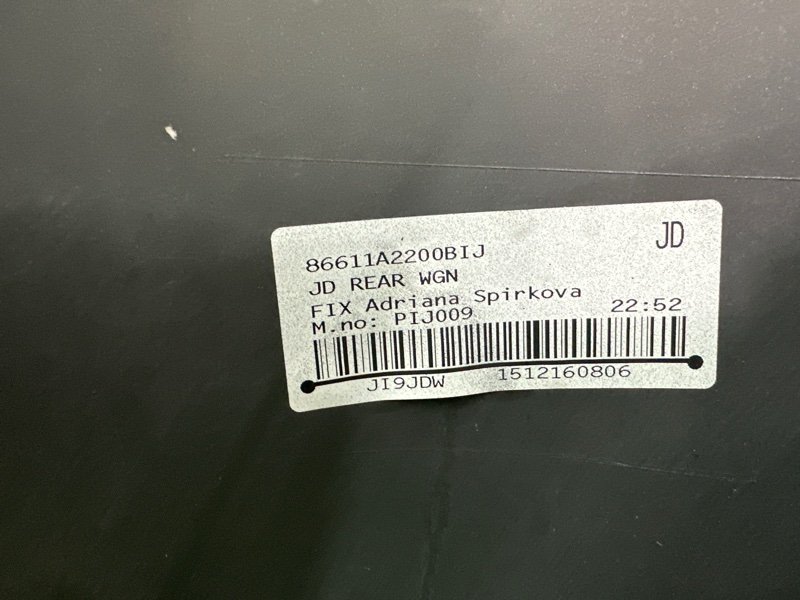 86611A2200BIJ
JD
JD REAR WGN
FIX Adriana Spirkova
22:52
M.no: PIJ009
JI9JDW 1512160806